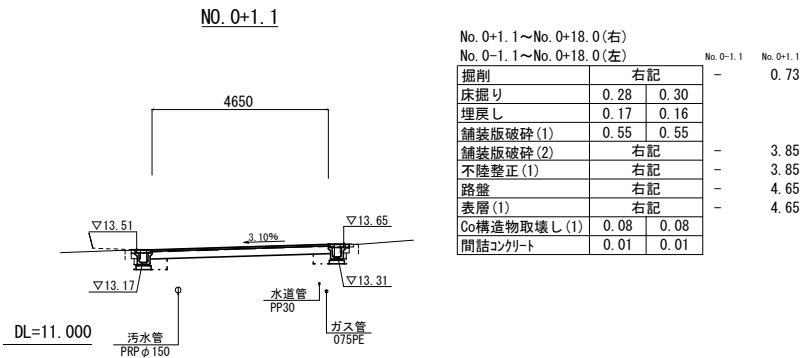 NO. 0+1.1
4650
▽13.51
3.10%
▽13.65
▽13.17
▽13.31
水道管
PP30
ガス管
075PE
汚水管
PRPφ150
DL=11.000
No. 0+1.1～No. 0+18.0(右)
No. 0-1.1～No. 0+18.0(左) No. 0-1.1 No. 0+1.1
掘削 右記 - 0.73
床掘り 0.28 0.30
埋戻し 0.17 0.16
舗装版破砕(1) 0.55 0.55
舗装版破砕(2) 右記 - 3.85
不陸整正(1) 右記 - 3.85
路盤 右記 - 4.65
表層(1) 右記 - 4.65
Co構造物取壊し(1) 0.08 0.08
間詰ｺﾝｸﾘｰﾄ 0.01 0.01